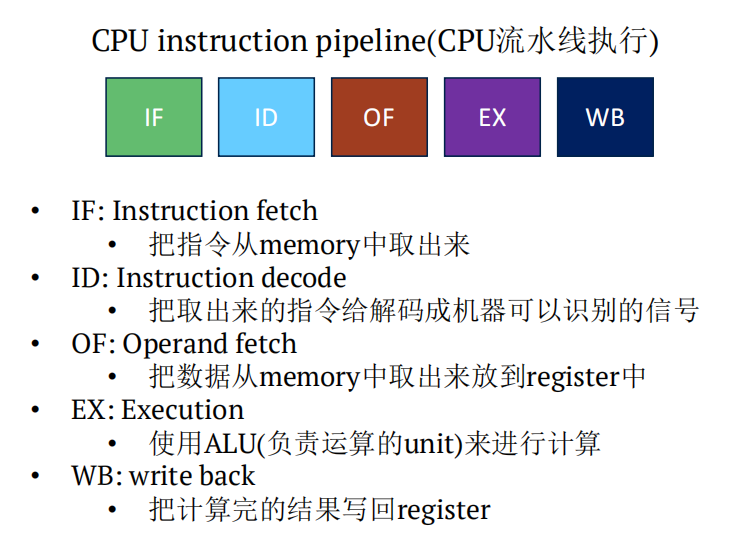 CPU instruction pipeline(CPU流水线执行)
IF ID OF EX WB
• IF: Instruction fetch
• 把指令从memory中取出来
• ID: Instruction decode
• 把取出来的指令给解码成机器可以识别的信号
• OF: Operand fetch
• 把数据从memory中取出来放到register中
• EX: Execution
• 使用ALU(负责运算的unit)来进行计算
• WB: write back
• 把计算完的结果写回register